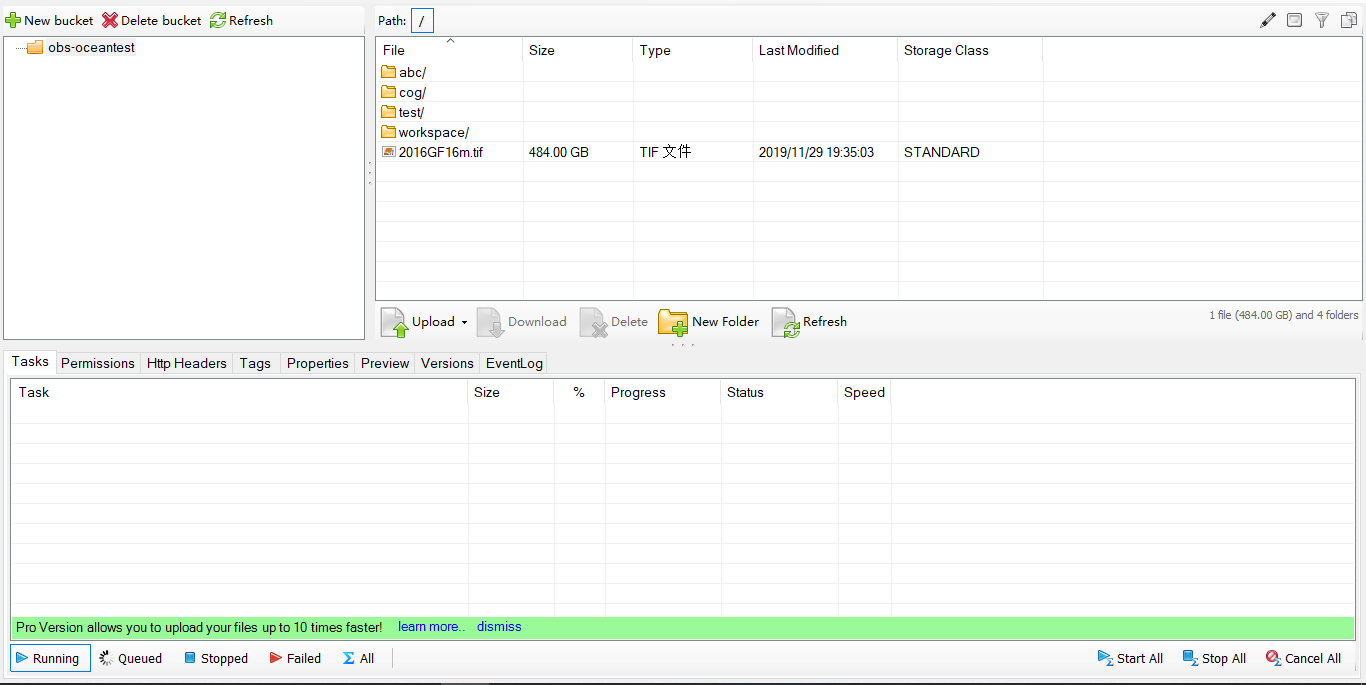 New bucket Delete bucket Refresh
obs-oceantest
Path: /
File Size Type Last Modified Storage Class
abc/
cog/
test/
workspace/
2016GF16m.tif 484.00 GB TIF 文件 2019/11/29 19:35:03 STANDARD
Upload Download Delete New Folder Refresh 1 file (484.00 GB) and 4 folders
Tasks Permissions Http Headers Tags Properties Preview Versions EventLog
Task Size % Progress Status Speed
Pro Version allows you to upload your files up to 10 times faster! learn more.. dismiss
Running Queued Stopped Failed All Start All Stop All Cancel All